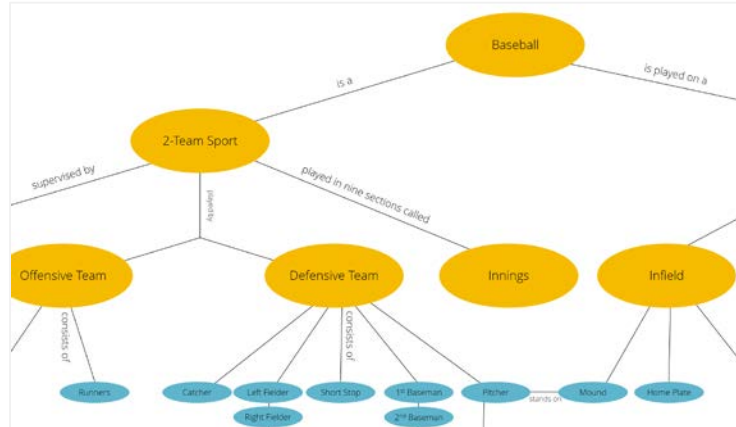 Baseball
is a
is played on a
2-Team Sport
supervised by
played by
played in nine sections called
Offensive Team
Defensive Team
Innings
Infield
consists of
consists of
Runners
Catcher
Left Fielder
Short Stop
1st Baseman
Pitcher
stands on
Mound
Home Plate
Right Fielder
2nd Baseman